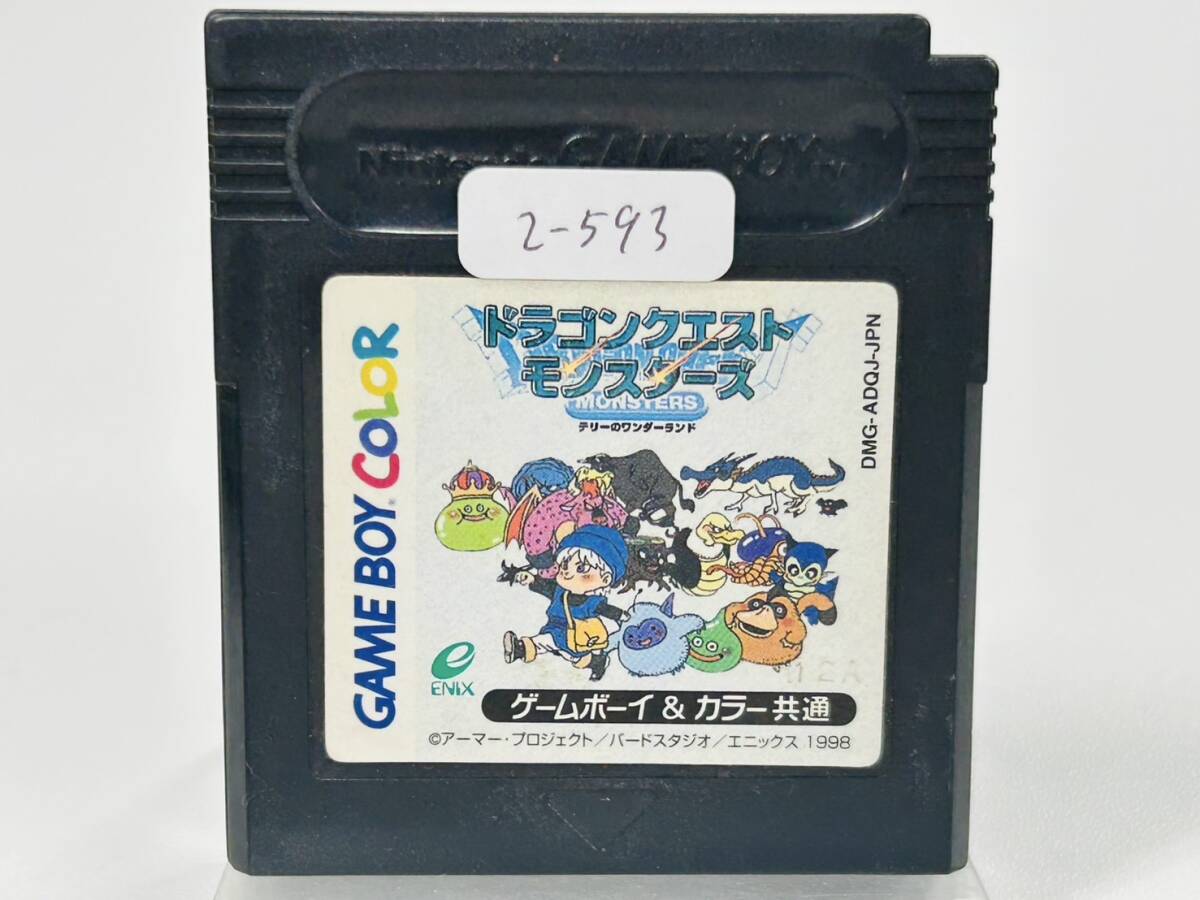 Nintendo GAME BOY TM
2-593
GAME BOY COLOR
ドラゴンクエスト
モンスターズ
MONSTERS
テリーのワンダーランド
DMG-ADQJ-JPN
ENIX
ゲームボーイ & カラー共通
©アーマー・プロジェクト/バードスタジオ/エニックス 1998